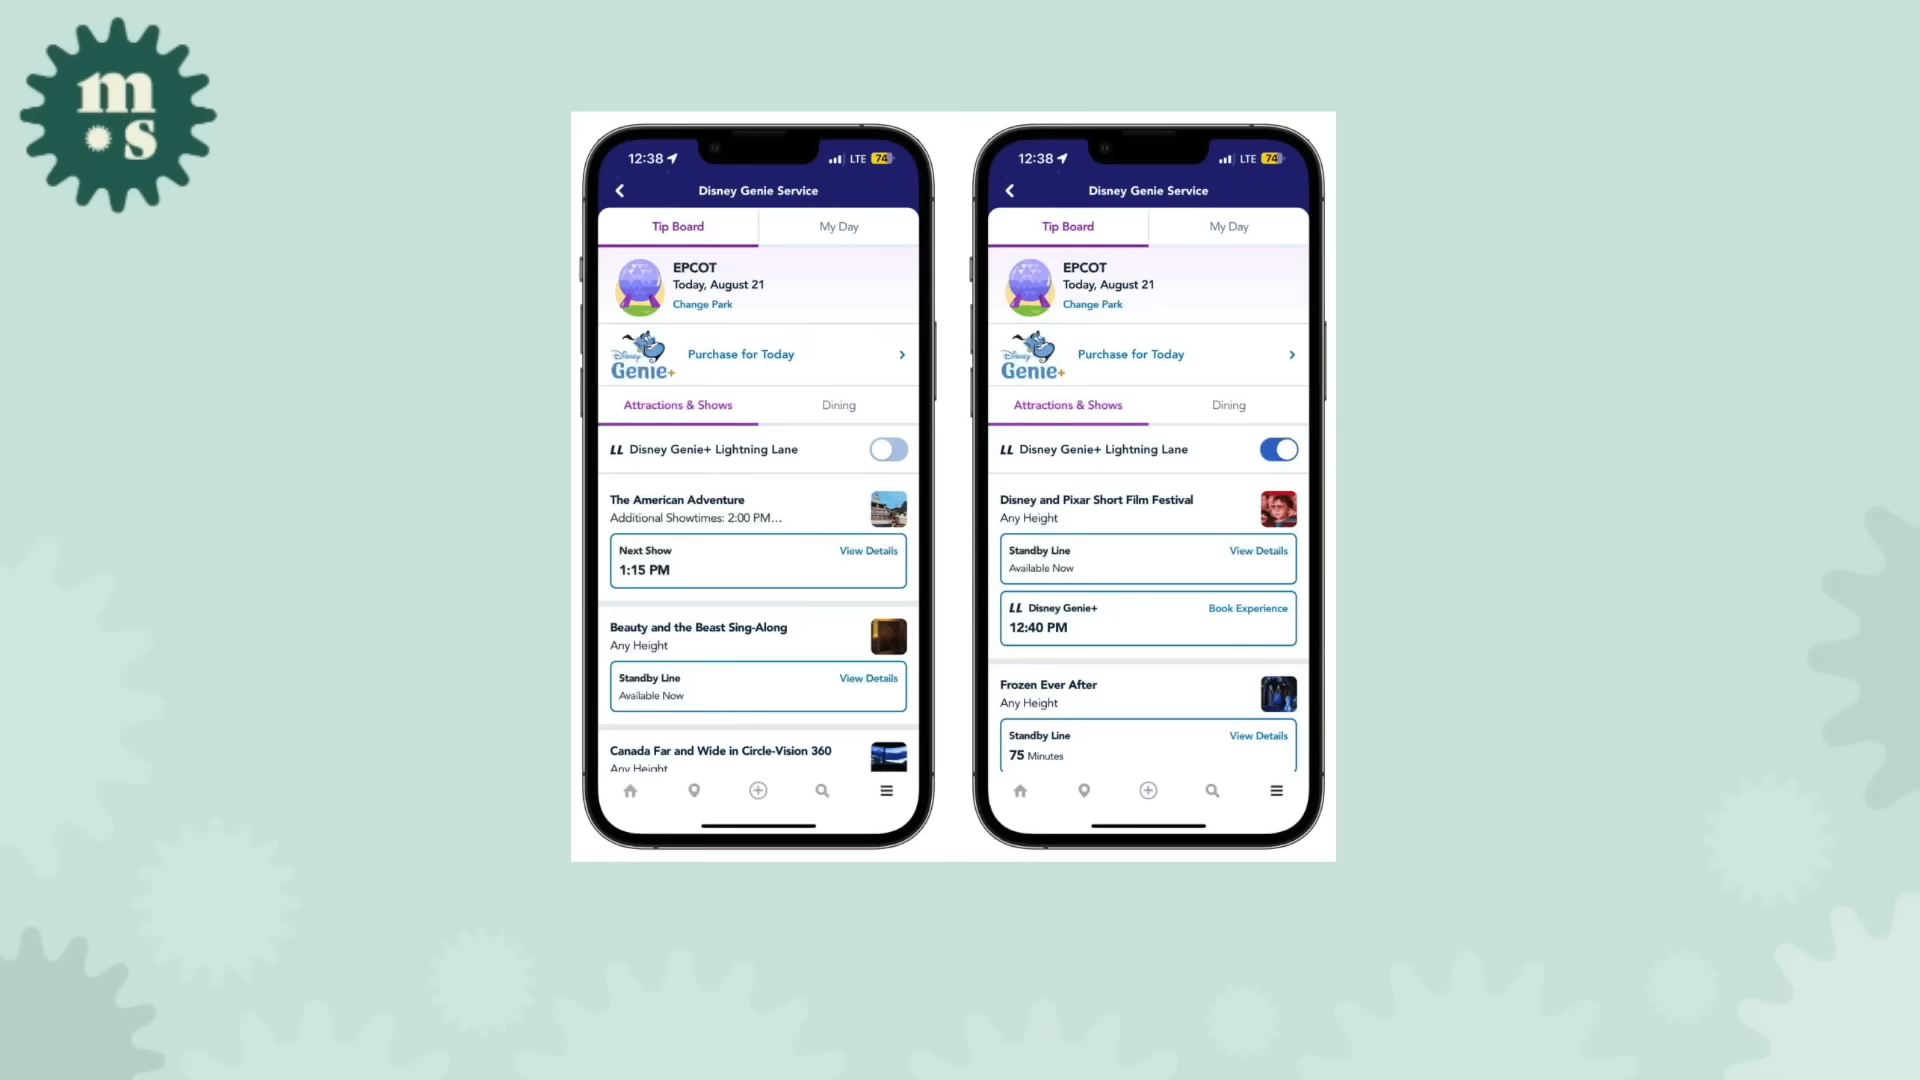 m
s
12:38
LTE 74
Disney Genie Service
Tip Board
My Day
EPCOT
Today, August 21
Change Park
Disney
Genie+
Purchase for Today
Attractions & Shows
Dining
LL Disney Genie+ Lightning Lane
The American Adventure
Additional Showtimes: 2:00 PM...
Next Show
View Details
1:15 PM
Beauty and the Beast Sing-Along
Any Height
Standby Line
View Details
Available Now
Canada Far and Wide in Circle-Vision 360
Any Height
12:38
LTE 74
Disney Genie Service
Tip Board
My Day
EPCOT
Today, August 21
Change Park
Disney
Genie+
Purchase for Today
Attractions & Shows
Dining
LL Disney Genie+ Lightning Lane
Disney and Pixar Short Film Festival
Any Height
Standby Line
View Details
Available Now
LL Disney Genie+
Book Experience
12:40 PM
Frozen Ever After
Any Height
Standby Line
View Details
75 Minutes